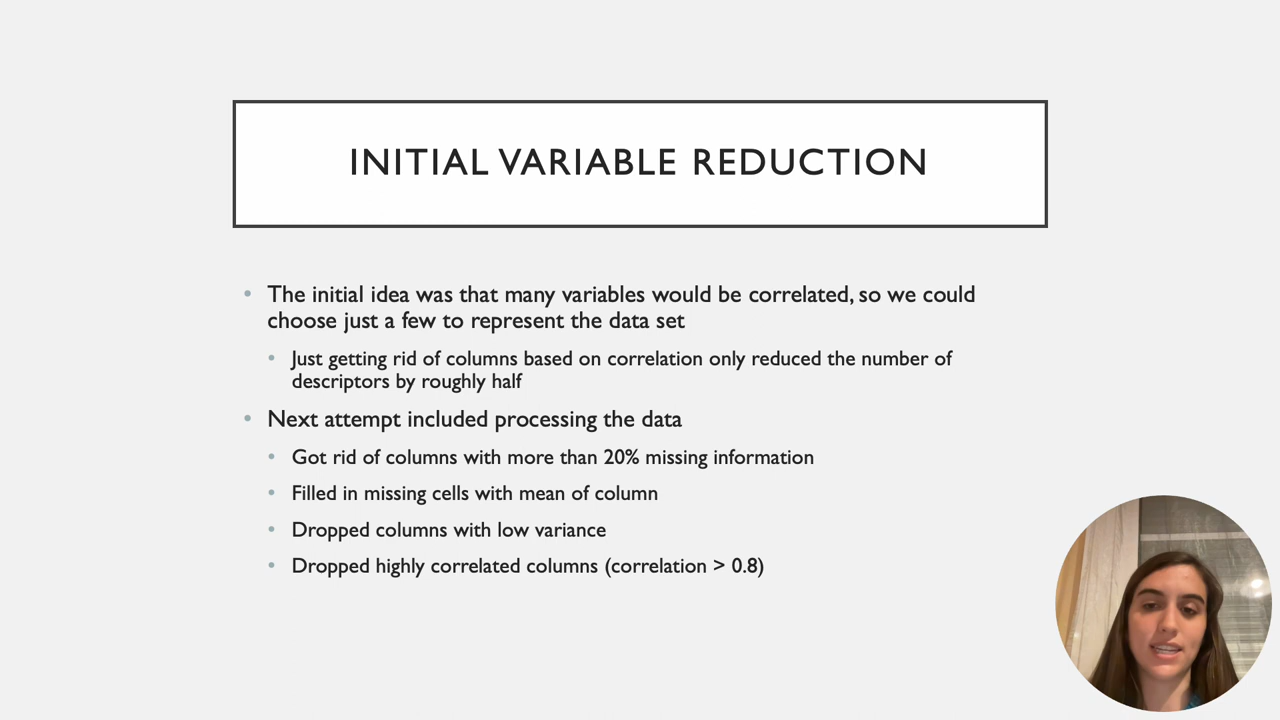 INITIAL VARIABLE REDUCTION
• The initial idea was that many variables would be correlated, so we could
choose just a few to represent the data set
• Just getting rid of columns based on correlation only reduced the number of
descriptors by roughly half
• Next attempt included processing the data
• Got rid of columns with more than 20% missing information
• Filled in missing cells with mean of column
• Dropped columns with low variance
• Dropped highly correlated columns (correlation > 0.8)